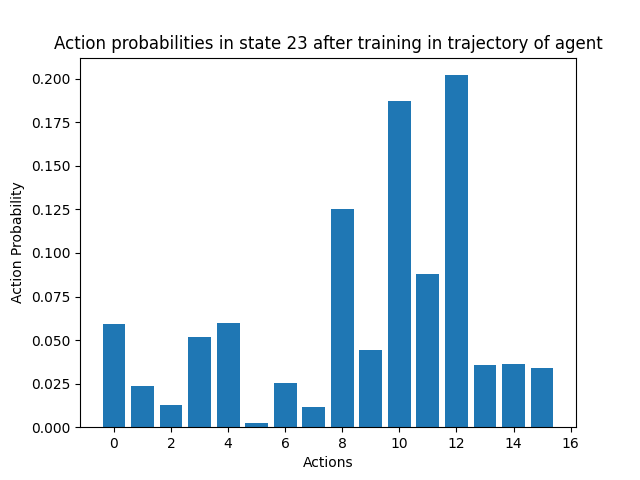 Action probabilities in state 23 after training in trajectory of agent
0.200
0.175
0.150
0.125
0.100
0.075
0.050
0.025
0.000
Action Probability
0 2 4 6 8 10 12 14 16
Actions